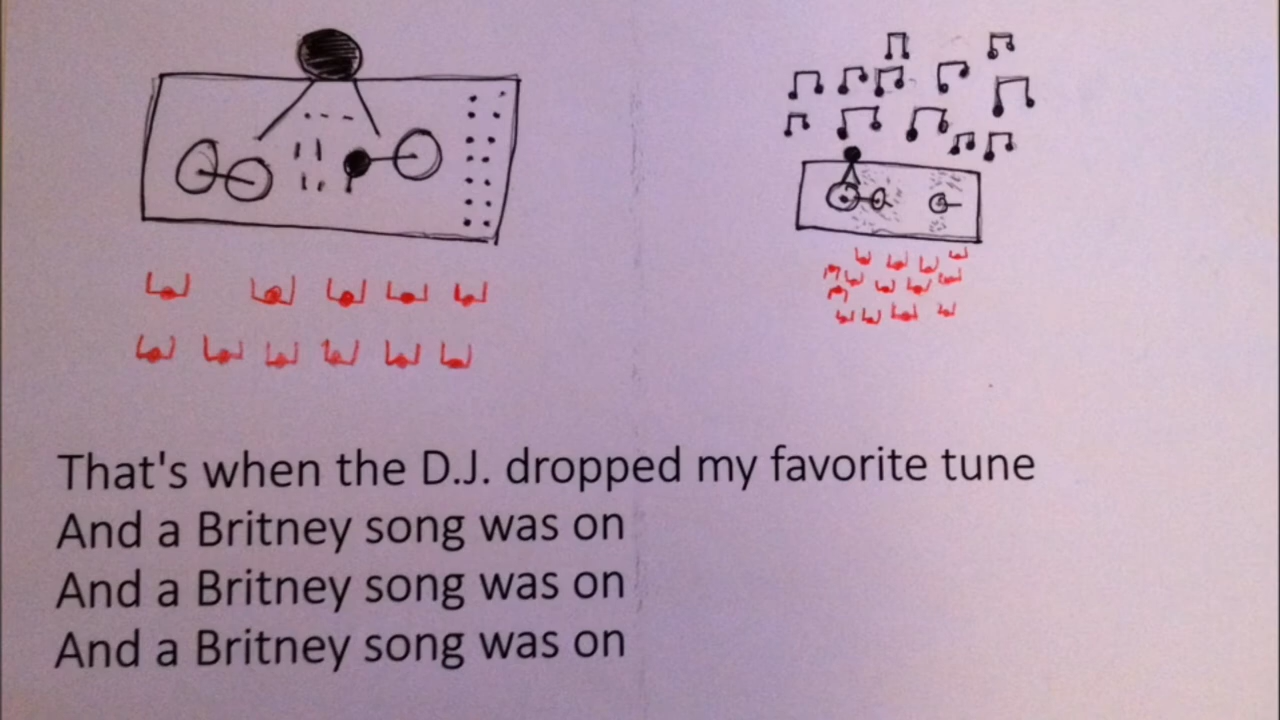 That's when the D.J. dropped my favorite tune
And a Britney song was on
And a Britney song was on
And a Britney song was on